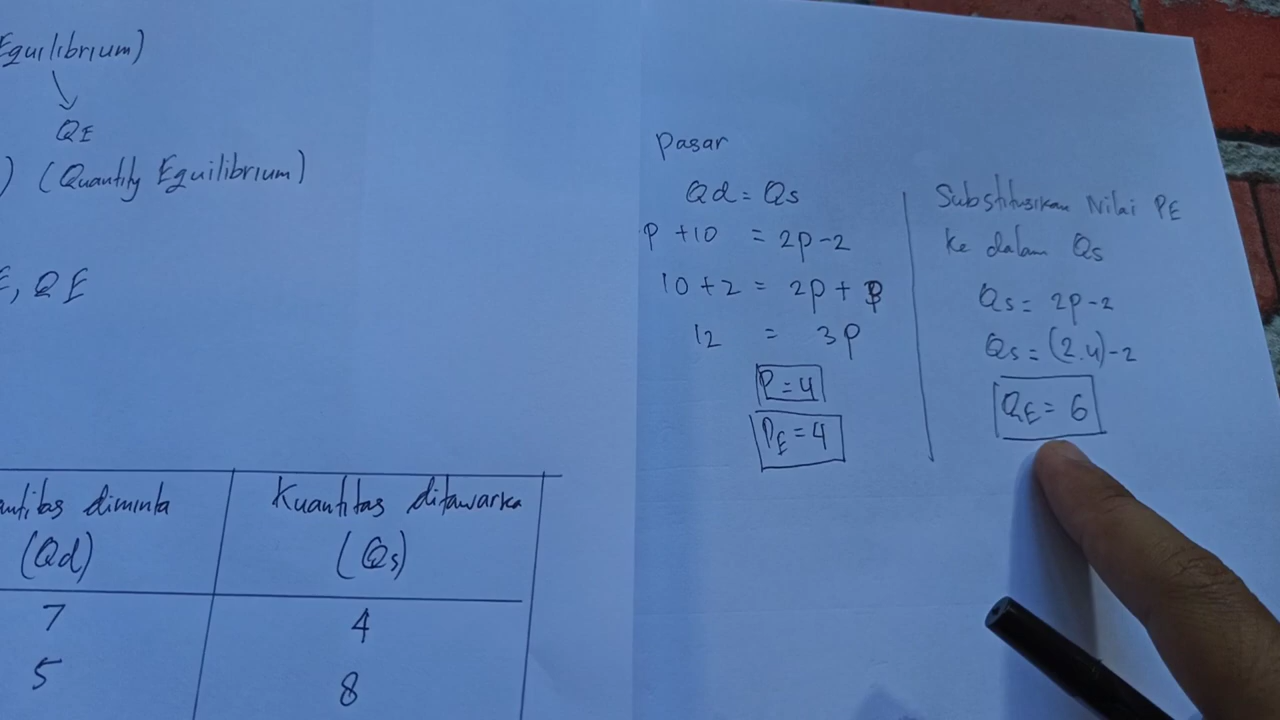 Equilibrium)
QE
) (Quantity Equilibrium)
E, QE
Pasar
Qd = Qs
P + 10 = 2p - 2
10 + 2 = 2p + P
12 = 3p
P = 4
PE = 4
Substitusikan Nilai PE
ke dalam Qs
Qs = 2p - 2
Qs = (2.4) - 2
QE = 6
antitas diminta
(Qd)
Kuantitas ditawarka
(Qs)
7 4
5 8